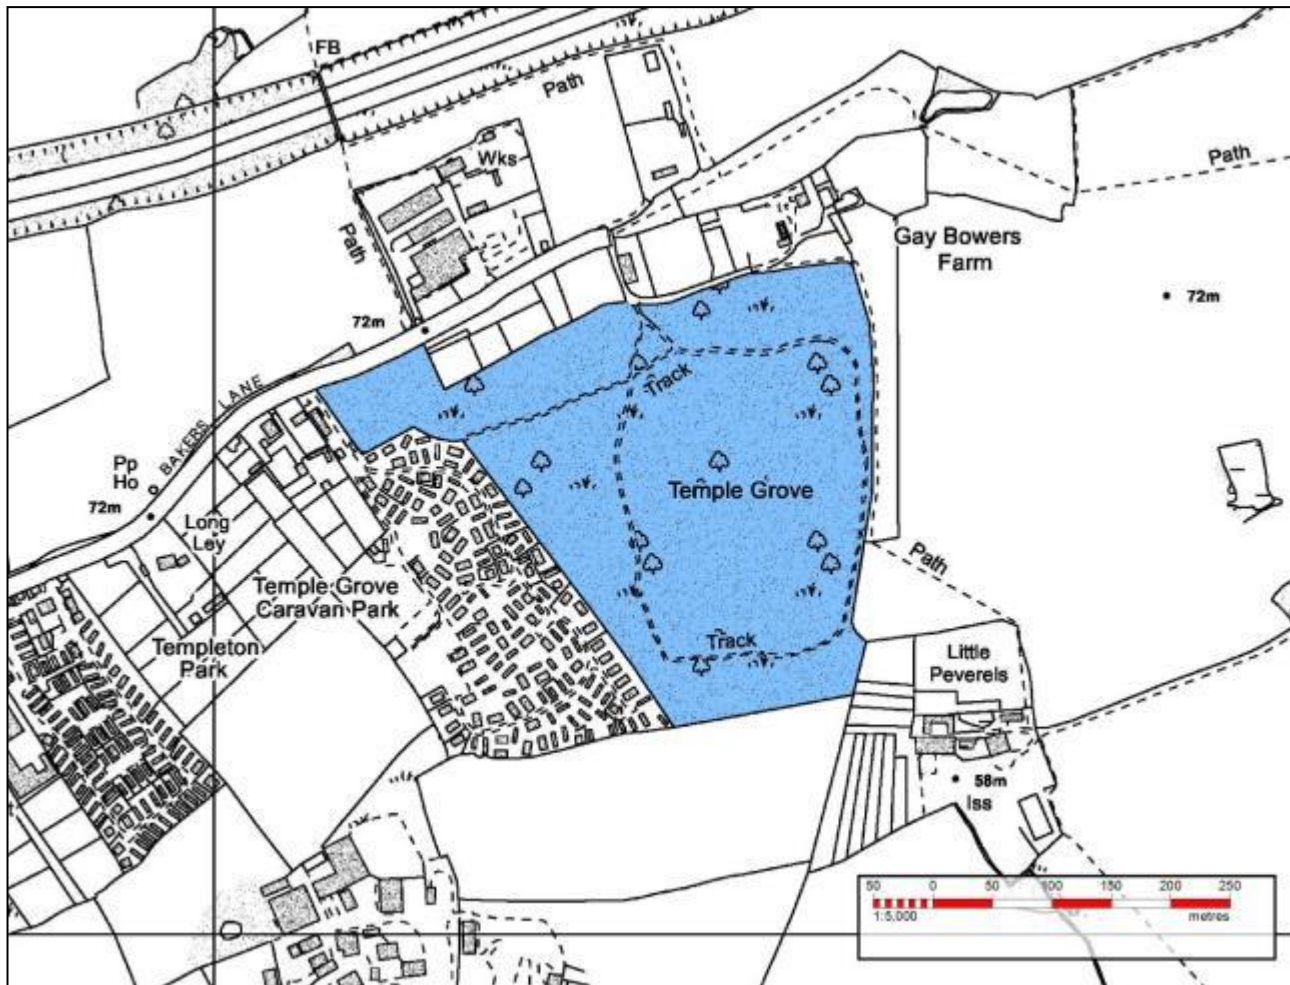 FB
Path
Wks
Path
Path
Gay Bowers
Farm
72m
72m
Track
BAKERS LANE
Temple Grove
Pp
Ho
72m
Long
Ley
Path
Temple Grove
Caravan Park
Track
Templeton
Park
Little
Peverels
58m
Iss
50 0 50 100 150 200 250
1:5,000 metres